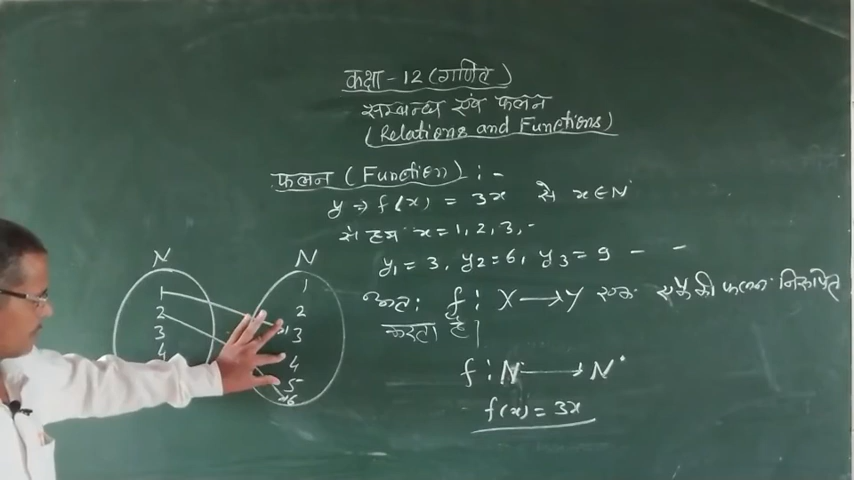 कक्षा - 12 (गणित)
सम्बन्ध एवं फलन
(Relations and Functions)
फलन (Function) : -
y => f(x) = 3x से x ∈ N
से हम x = 1, 2, 3, -
y₁ = 3, y₂ = 6, y₃ = 9 - -
अतः f : X → Y एक की फलन निरूपित
करता है।
f : N → N
f(x) = 3x
N
1
2
3
4
N
1
2
3
4
5
6